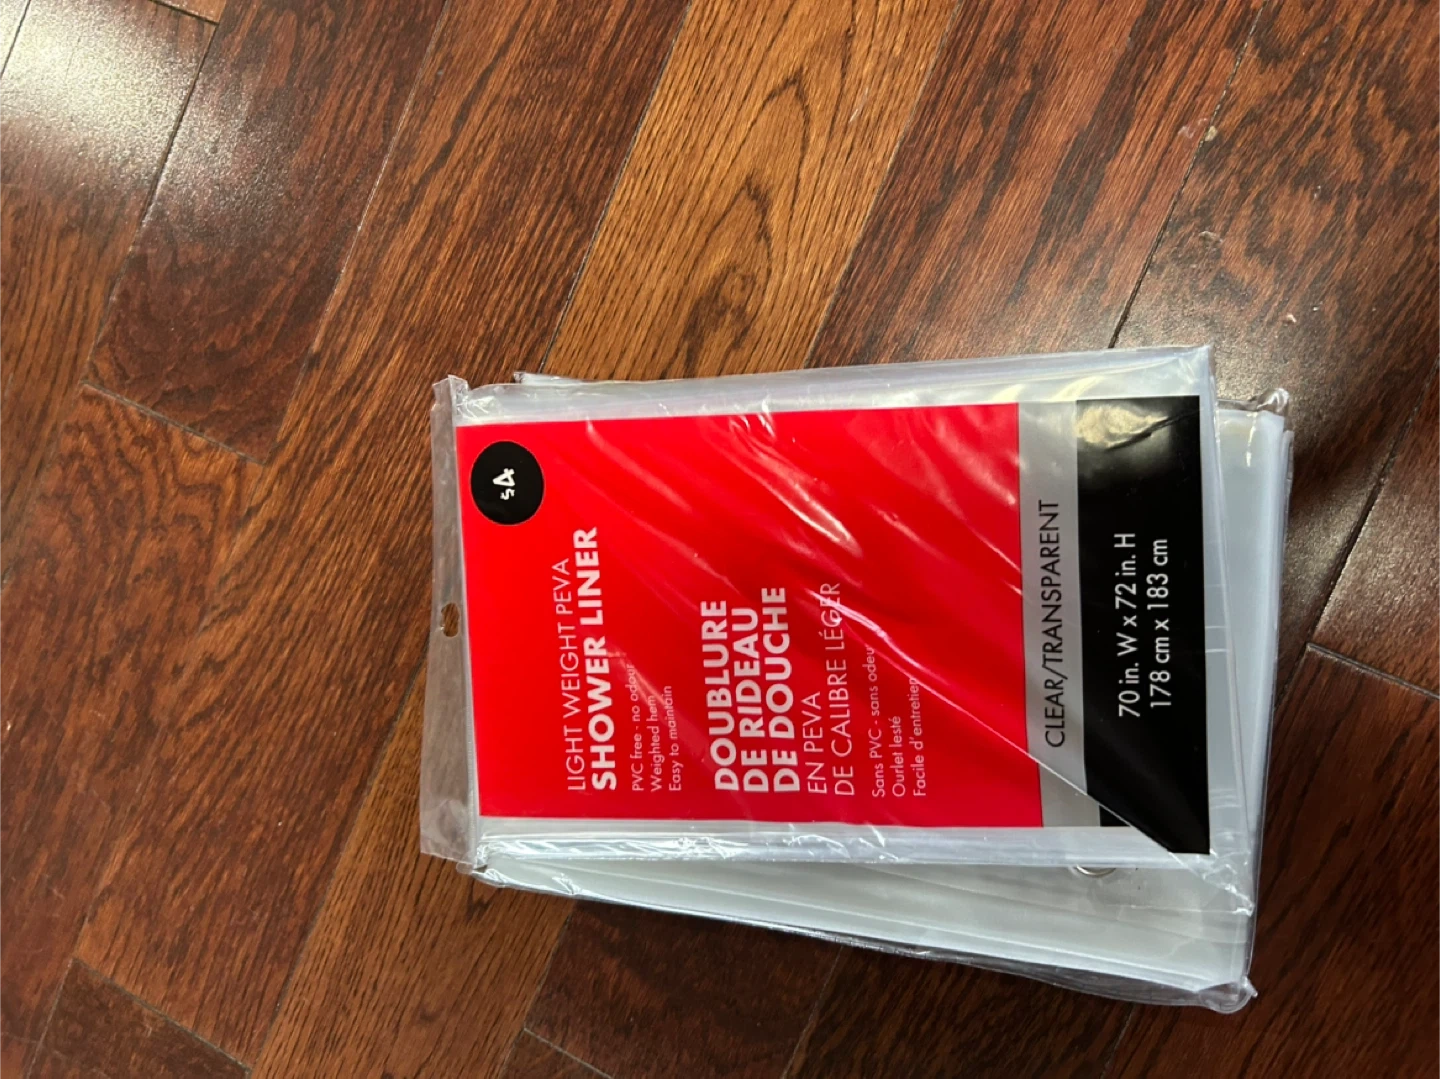 $4
LIGHT WEIGHT PEVA
SHOWER LINER
PVC free - no odour
Weighted hem
Easy to maintain
DOUBLURE
DE RIDEAU
DE DOUCHE
EN PEVA
DE CALIBRE LÉGER
Sans PVC - sans odeur
Ourlet lesté
Facile d'entretien
CLEAR/TRANSPARENT
70 in. W x 72 in. H
178 cm x 183 cm